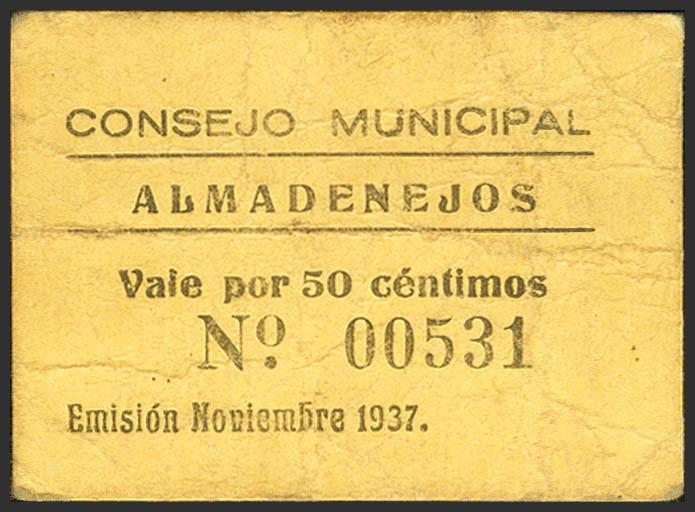 CONSEJO MUNICIPAL
ALMADENEJOS
Vale por 50 céntimos
Nº. 00531
Emisión Noviembre 1937.